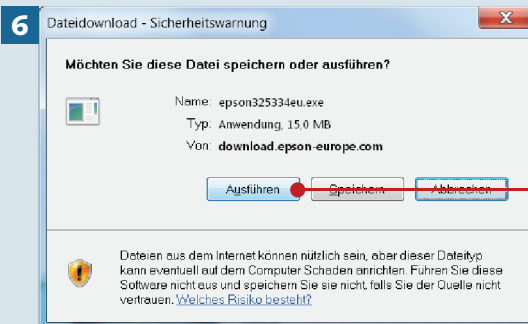 6
Dateidownload - Sicherheitswarnung
X
Möchten Sie diese Datei speichern oder ausführen?
Name: epson325334eu.exe
Typ: Anwendung, 15,0 MB
Von: download.epson-europe.com
Ausführen Speichern Abbrechen
Dateien aus dem Internet können nützlich sein, aber dieser Dateityp
kann eventuell auf dem Computer Schaden anrichten. Führen Sie diese
Software nicht aus und speichern Sie sie nicht, falls Sie der Quelle nicht
vertrauen. Welches Risiko besteht?